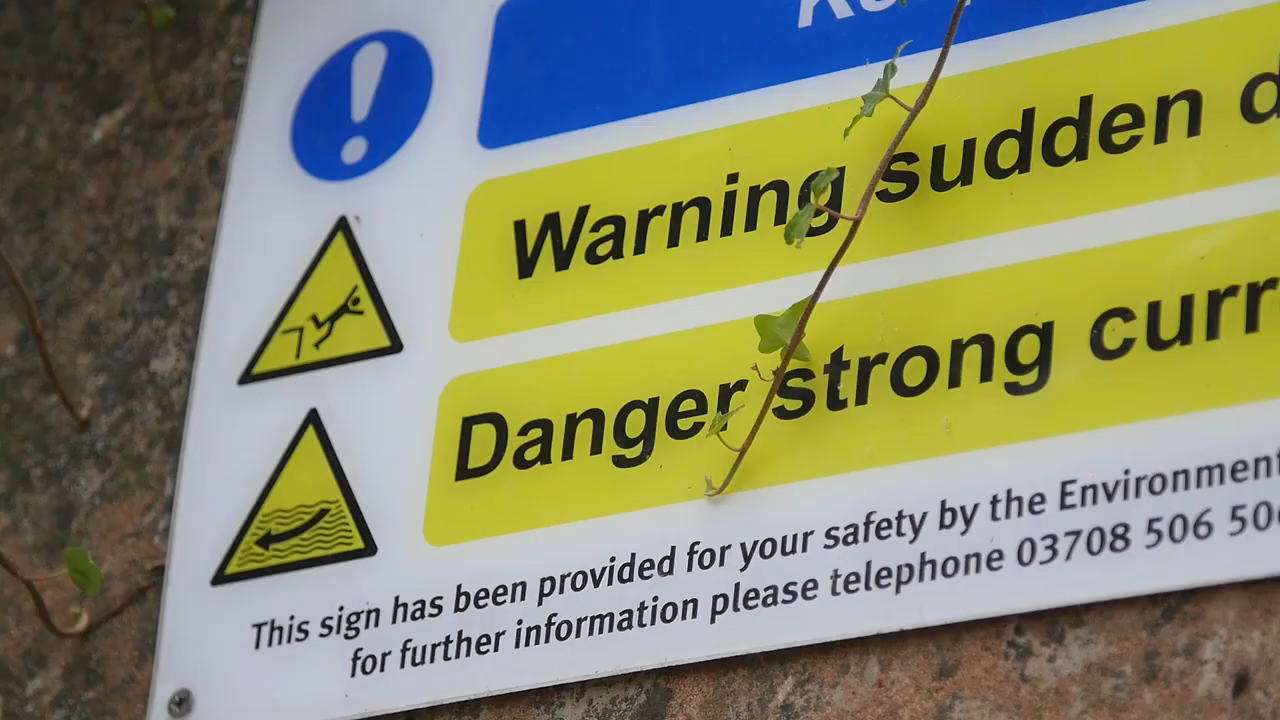 Warning sudden
Danger strong curr
This sign has been provided for your safety by the Environment
for further information please telephone 03708 506 50